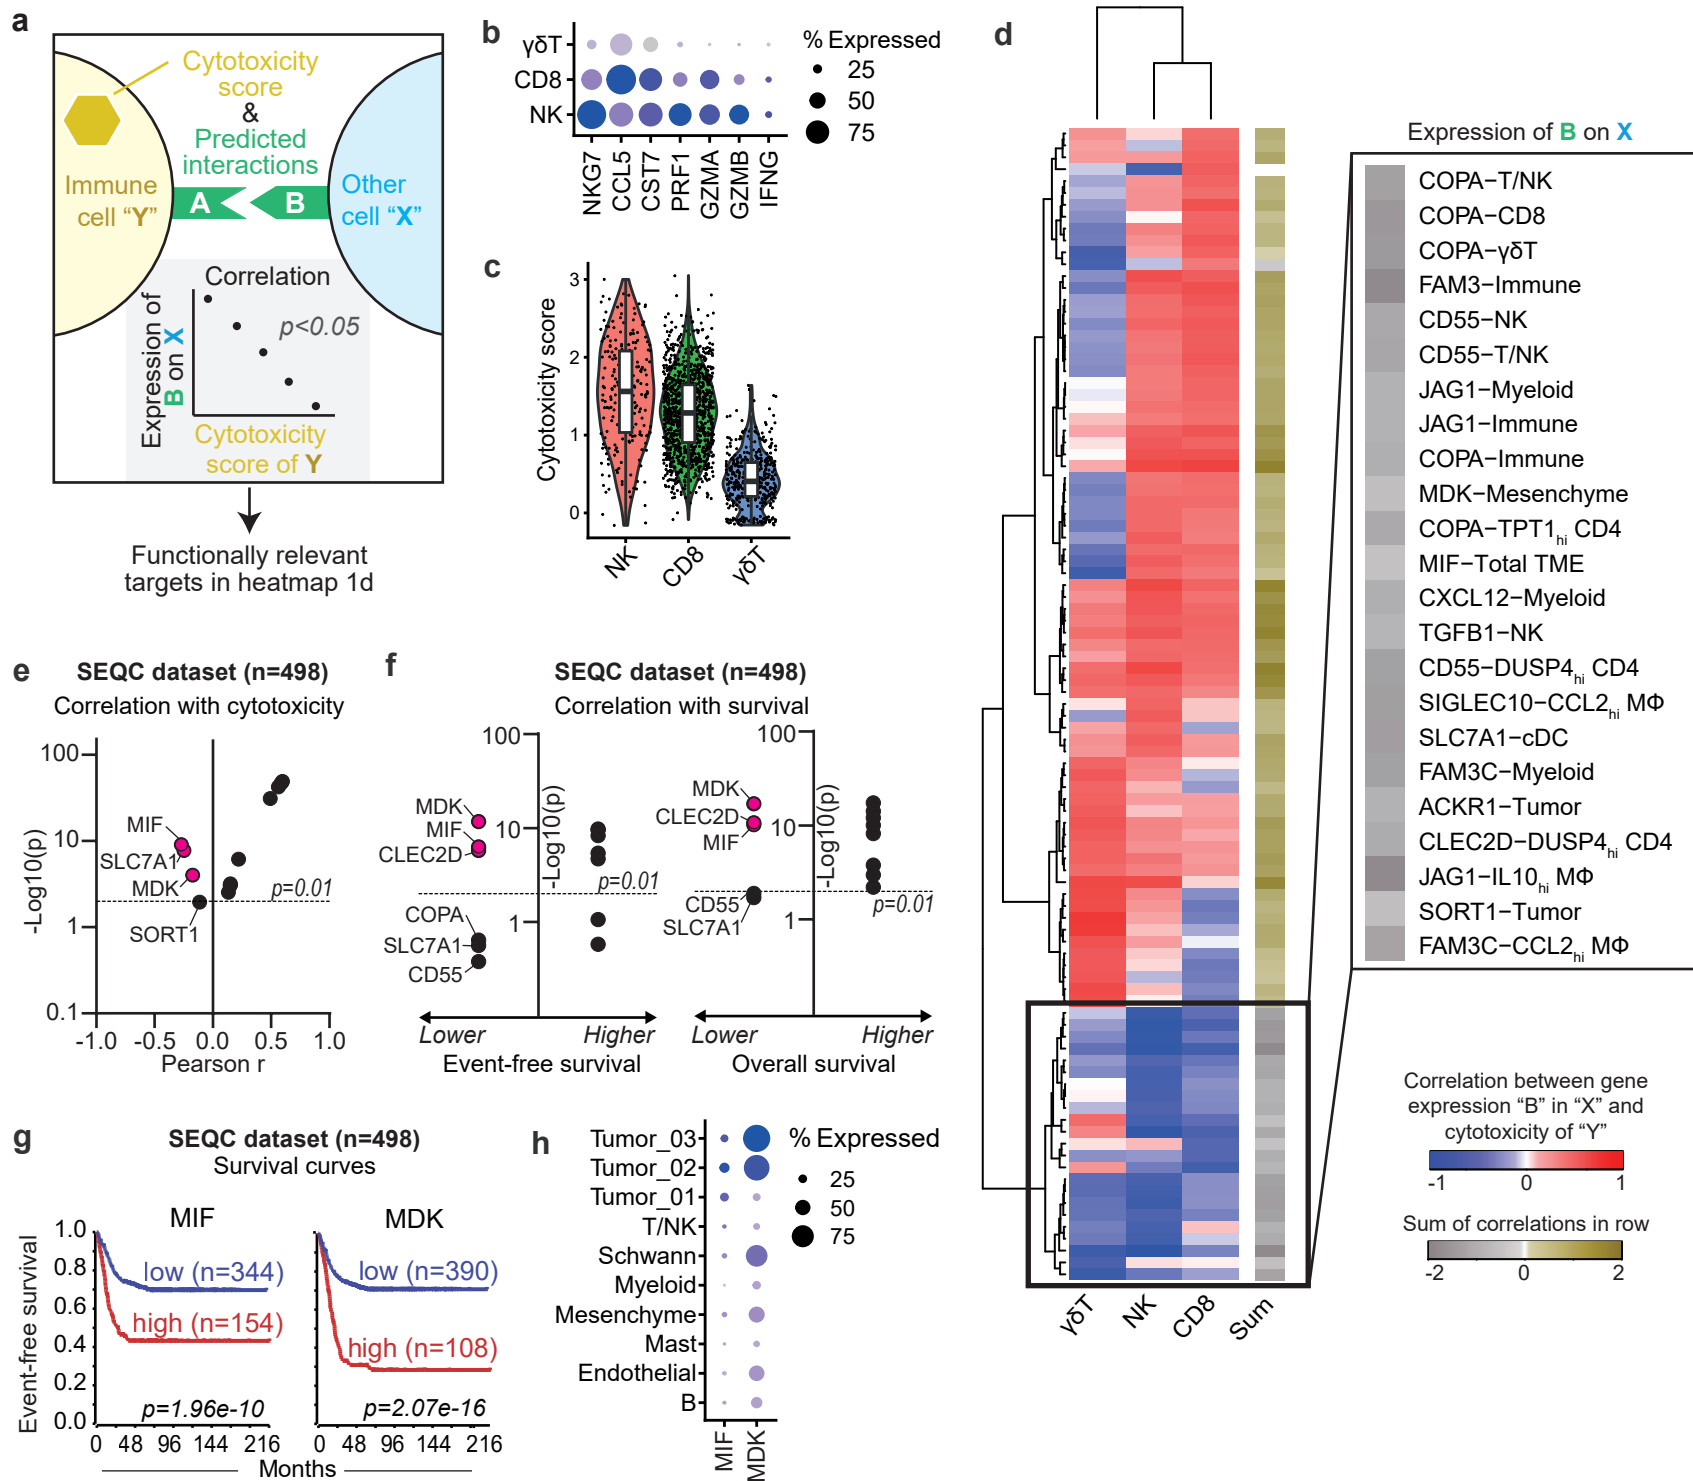 a
Cytotoxicity
score
&
Predicted
interactions
Immune
cell “Y”
A
B
Other
cell “X”
Correlation
p<0.05
Expression of
B on X
Cytotoxicity
score of Y
Functionally relevant
targets in heatmap 1d
b
γδT
CD8
NK
NKG7
CCL5
CST7
PRF1
GZMA
GZMB
IFNG
% Expressed
25
50
75
c
Cytotoxicity score
3
2
1
0
NK
CD8
γδT
d
γδT
NK
CD8
Sum
Expression of B on X
COPA−T/NK
COPA−CD8
COPA−γδT
FAM3−Immune
CD55−NK
CD55−T/NK
JAG1−Myeloid
JAG1−Immune
COPA−Immune
MDK−Mesenchyme
COPA−TPT1hi CD4
MIF−Total TME
CXCL12−Myeloid
TGFB1−NK
CD55−DUSP4hi CD4
SIGLEC10−CCL2hi MΦ
SLC7A1−cDC
FAM3C−Myeloid
ACKR1−Tumor
CLEC2D−DUSP4hi CD4
JAG1−IL10hi MΦ
SORT1−Tumor
FAM3C−CCL2hi MΦ
Correlation between gene
expression “B” in “X” and
cytotoxicity of “Y”
-1 0 1
Sum of correlations in row
-2 0 2
e
SEQC dataset (n=498)
Correlation with cytotoxicity
-Log10(p)
100
10
1
0.1
MIF
SLC7A1
MDK
SORT1
p=0.01
-1.0 -0.5 0.0 0.5 1.0
Pearson r
f
SEQC dataset (n=498)
Correlation with survival
100
10
1
-Log10(p)
MDK
MIF
CLEC2D
p=0.01
COPA
SLC7A1
CD55
Lower Higher
Event-free survival
100
10
1
-Log10(p)
MDK
CLEC2D
MIF
CD55
SLC7A1
p=0.01
Lower Higher
Overall survival
g
SEQC dataset (n=498)
Survival curves
Event-free survival
1.0
0.8
0.6
0.4
0.2
0.0
MIF
low (n=344)
high (n=154)
p=1.96e-10
0 48 96 144 216
MDK
low (n=390)
high (n=108)
p=2.07e-16
0 48 96 144 216
Months
h
Tumor_03
Tumor_02
Tumor_01
T/NK
Schwann
Myeloid
Mesenchyme
Mast
Endothelial
B
MIF
MDK
% Expressed
25
50
75